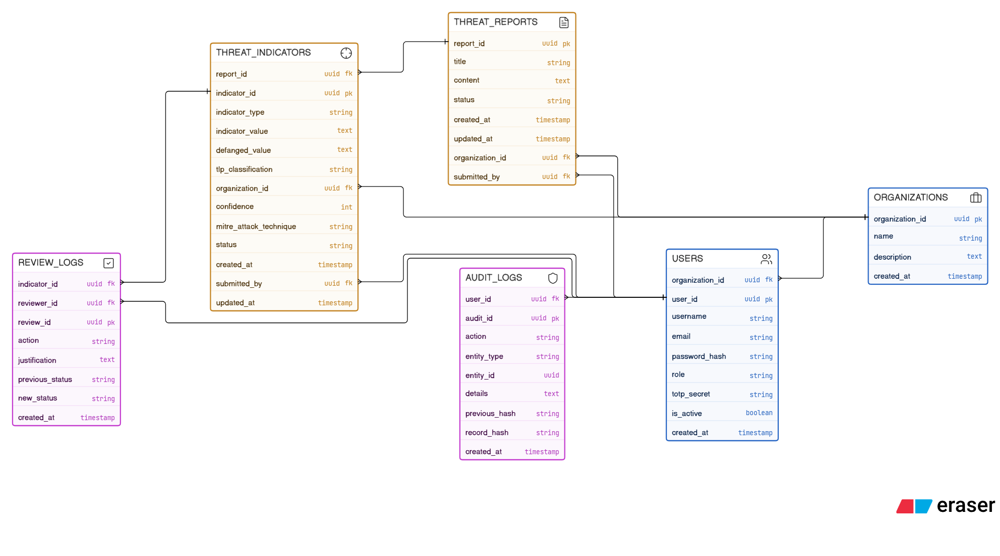 THREAT_REPORTS
report_id uuid pk
title string
content text
status string
created_at timestamp
updated_at timestamp
organization_id uuid fk
submitted_by uuid fk
THREAT_INDICATORS
report_id uuid fk
indicator_id uuid pk
indicator_type string
indicator_value text
defanged_value text
tlp_classification string
organization_id uuid fk
confidence int
mitre_attack_technique string
status string
created_at timestamp
submitted_by uuid fk
updated_at timestamp
ORGANIZATIONS
organization_id uuid pk
name string
description text
created_at timestamp
REVIEW_LOGS
indicator_id uuid fk
reviewer_id uuid fk
review_id uuid pk
action string
justification text
previous_status string
new_status string
created_at timestamp
AUDIT_LOGS
user_id uuid fk
audit_id uuid pk
action string
entity_type string
entity_id uuid
details text
previous_hash string
record_hash string
created_at timestamp
USERS
organization_id uuid fk
user_id uuid pk
username string
email string
password_hash string
role string
totp_secret string
is_active boolean
created_at timestamp
eraser